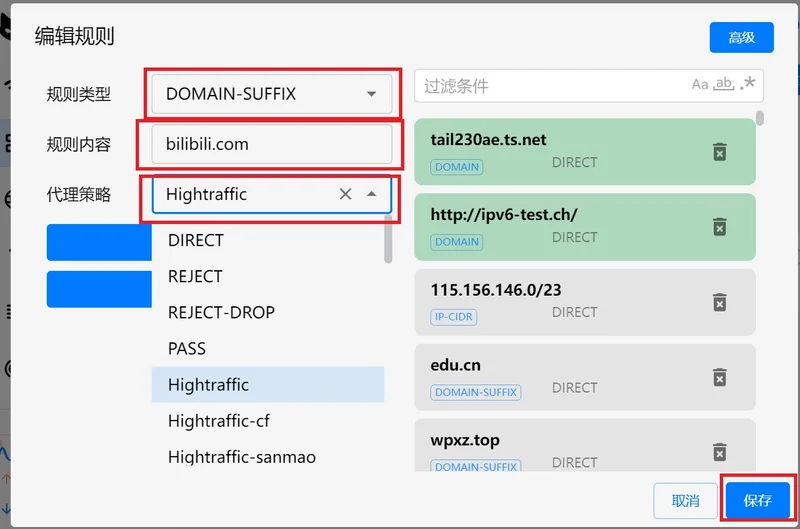 编辑规则
高级
规则类型
DOMAIN-SUFFIX
规则内容
bilibili.com
代理策略
Hightraffic
DIRECT
REJECT
REJECT-DROP
PASS
Hightraffic
Hightraffic-cf
Hightraffic-sanmao
过滤条件
Aa ab .*
tail230ae.ts.net
DOMAIN DIRECT
http://ipv6-test.ch/
DOMAIN DIRECT
115.156.146.0/23
IP-CIDR DIRECT
edu.cn
DOMAIN-SUFFIX DIRECT
wpxz.top
DOMAIN-SUFFIX DIRECT
取消
保存